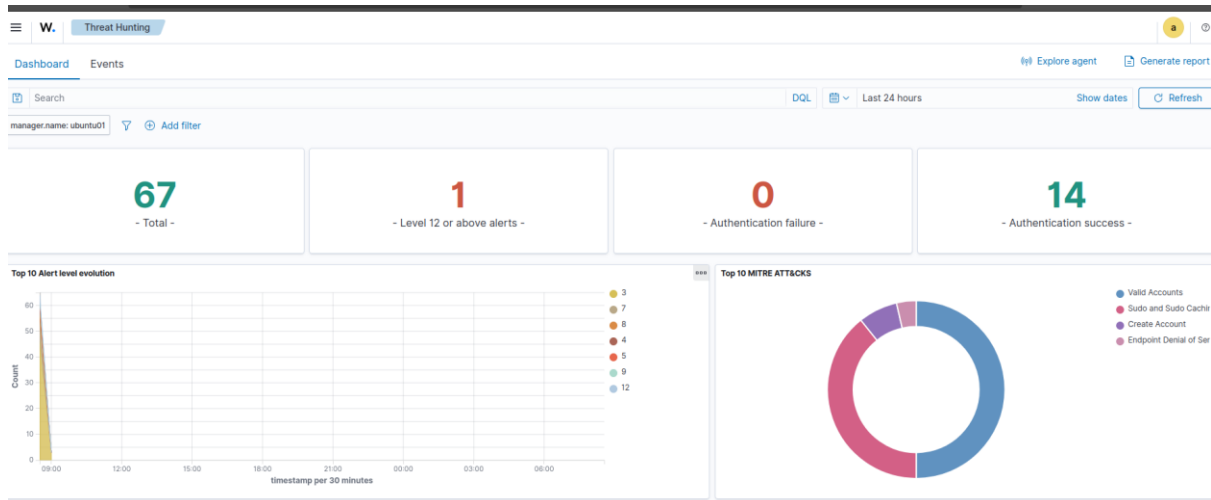 W. Threat Hunting a
Dashboard Events Explore agent Generate report
Search DQL Last 24 hours Show dates Refresh
manager.name: ubuntu01 Add filter
67
- Total -
1
- Level 12 or above alerts -
0
- Authentication failure -
14
- Authentication success -
Top 10 Alert level evolution
60
50
40
30
20
10
0
Count
09:00 12:00 15:00 18:00 21:00 00:00 03:00 06:00
timestamp per 30 minutes
3
7
8
4
5
9
12
Top 10 MITRE ATT&CKS
Valid Accounts
Sudo and Sudo Cachir
Create Account
Endpoint Denial of Ser